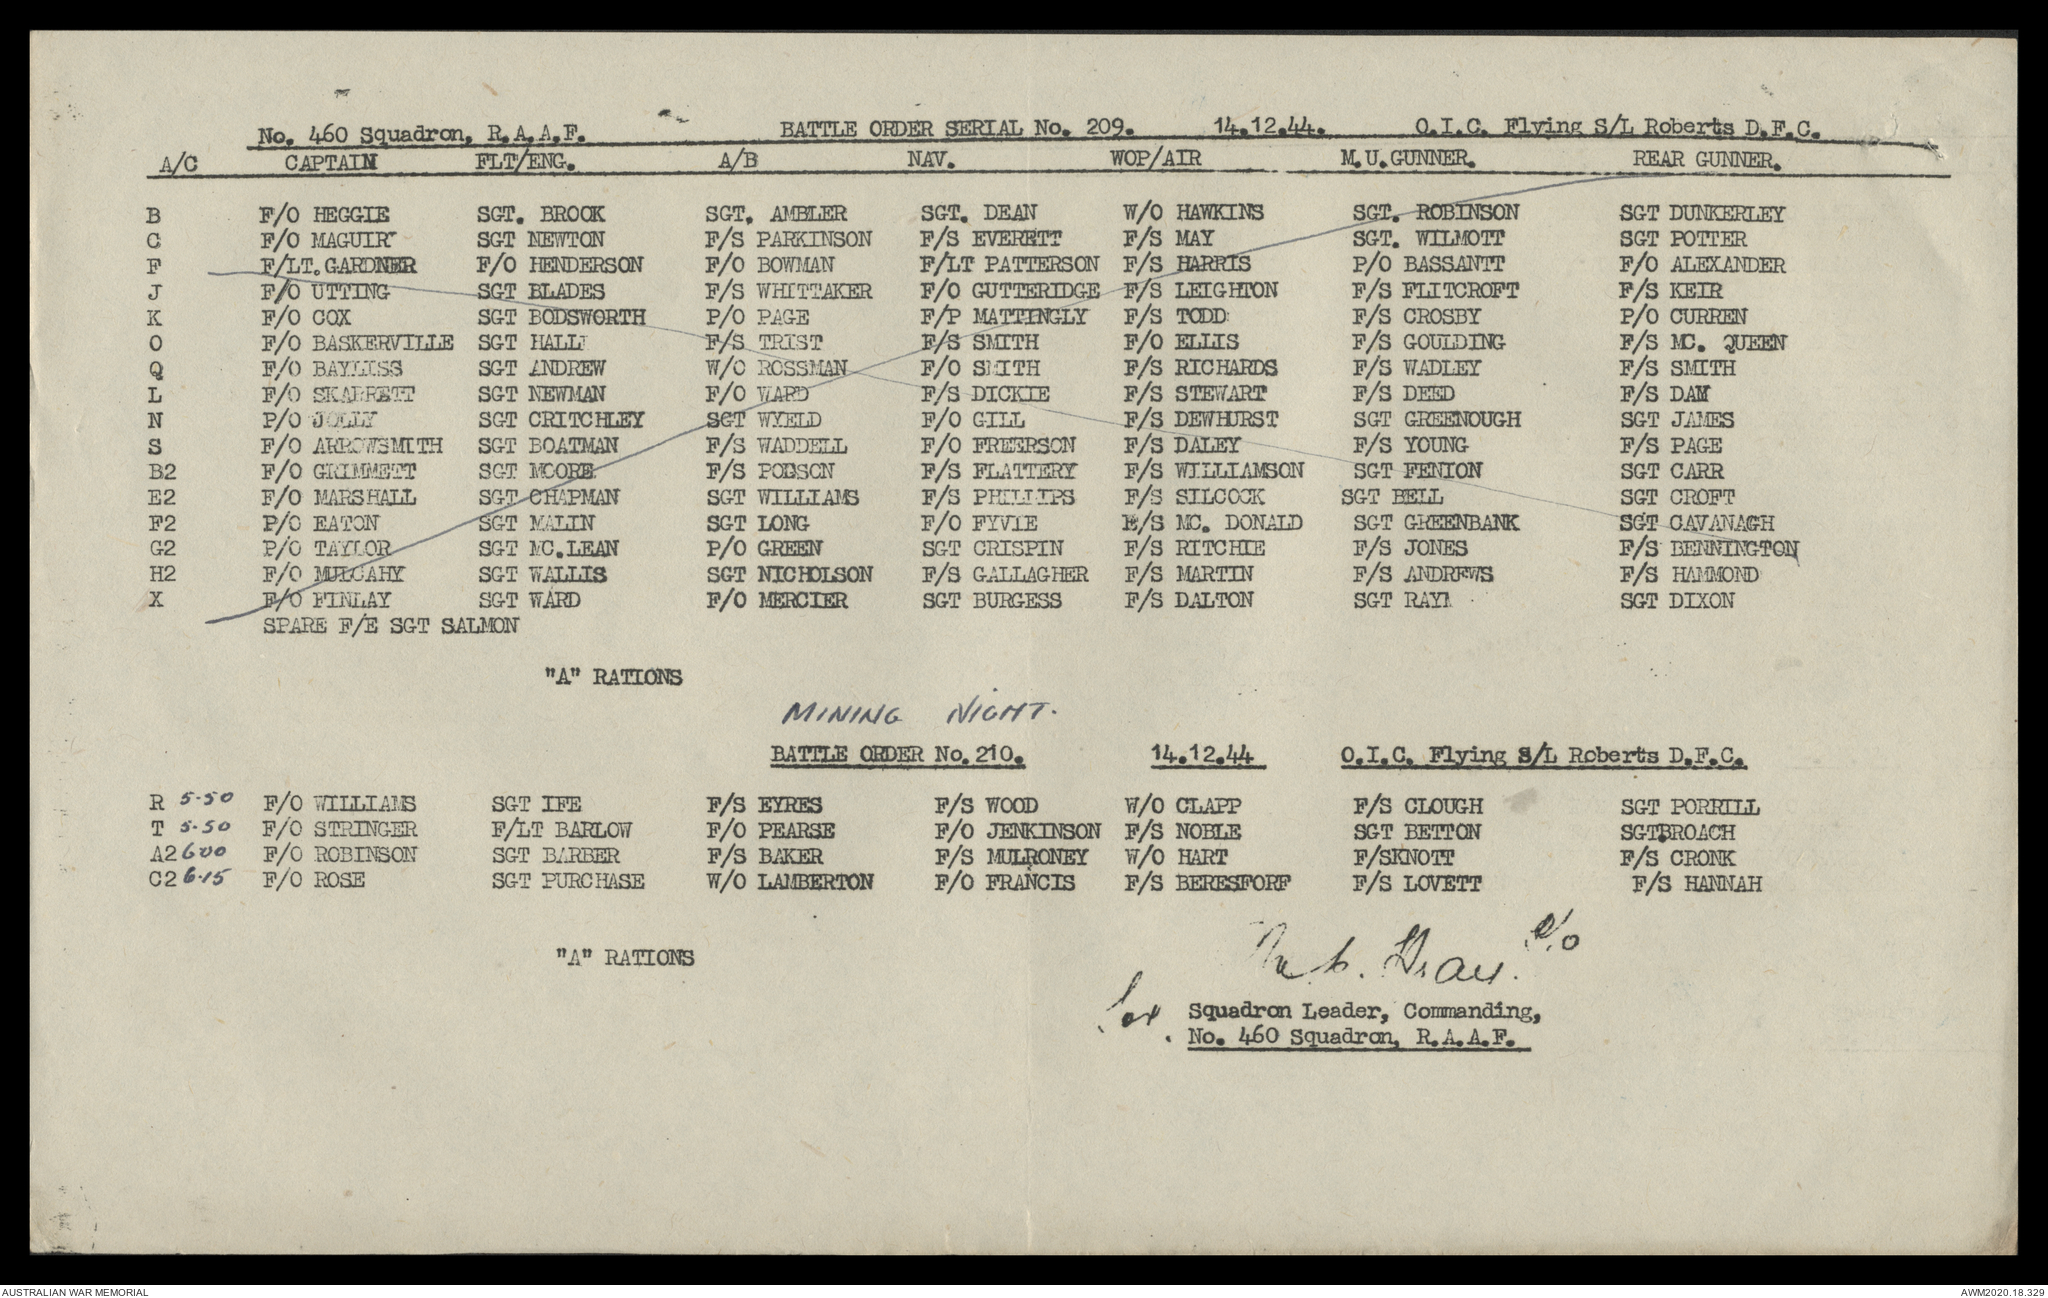 No. 460 Squadron, R.A.A.F. BATTLE ORDER SERIAL No. 209. 14.12.44. O.I.C. Flying S/L Roberts D.F.C.
A/C CAPTAIN FLT/ENG. A/B NAV. WOP/AIR M.U.GUNNER. REAR GUNNER.
B F/O HEGGIE SGT. BROOK SGT. AMBLER SGT. DEAN W/O HAWKINS SGT. ROBINSON SGT DUNKERLEY
C F/O MAGUIR SGT NEWTON F/S PARKINSON F/S EVERETT F/S MAY SGT. WILMOTT SGT POTTER
F F/LT.GARDNER F/O HENDERSON F/O BOWMAN F/LT PATTERSON F/S HARRIS P/O BASSANTT F/O ALEXANDER
J F/O UTTING SGT BLADES F/S WHITTAKER F/O GUTTERIDGE F/S LEIGHTON F/S FLITCROFT F/S KEIR
K F/O COX SGT BODSWORTH P/O PAGE F/P MATTINGLY F/S TODD F/S CROSBY P/O CURREN
O F/O BASKERVILLE SGT HALL F/S TRIST F/S SMITH F/O ELLIS F/S GOULDING F/S MC. QUEEN
Q F/O BAYLISS SGT ANDREW W/O ROSSMAN F/O SMITH F/S RICHARDS F/S WADLEY F/S SMITH
L F/O SKARRETT SGT NEWMAN F/O WARD F/S DICKIE F/S STEWART F/S DEED F/S DAM
N P/O JOLLY SGT CRITCHLEY SGT WYELD F/O GILL F/S DEWHURST SGT GREENOUGH SGT JAMES
S F/O ARROWSMITH SGT BOATMAN F/S WADDELL F/O FREERSON F/S DALEY F/S YOUNG F/S PAGE
B2 F/O GRIMMETT SGT MOORE F/S PODSON F/S FLATTERY F/S WILLIAMSON SGT FENION SGT CARR
E2 F/O MARSHALL SGT CHAPMAN SGT WILLIAMS F/S PHILLIPS F/S SILCOCK SGT BELL SGT CROFT
F2 P/O EATON SGT MALIN SGT LONG F/O FYVIE F/S MC. DONALD SGT GREENBANK SGT CAVANAGH
G2 P/O TAYLOR SGT MC.LEAN P/O GREEN SGT CRISPIN F/S RITCHIE F/S JONES F/S BENNINGTON
H2 F/O MULCAHY SGT WALLIS SGT NICHOLSON F/S GALLAGHER F/S MARTIN F/S ANDREWS F/S HAMMOND
X F/O FINLAY SGT WARD F/O MERCIER SGT BURGESS F/S DALTON SGT RAY SGT DIXON
SPARE F/E SGT SALMON
"A" RATIONS
MINING NIGHT.
BATTLE ORDER No.210. 14.12.44 O.I.C. Flying S/L Roberts D.F.C.
R 5.50 F/O WILLIAMS SGT IFE F/S EYRES F/S WOOD W/O CLAPP F/S CLOUGH SGT PORRILL
T 5.50 F/O STRINGER F/LT BARLOW F/O PEARSE F/O JENKINSON F/S NOBLE SGT BETTON SGT.BROACH
A2 600 F/O ROBINSON SGT BARBER F/S BAKER F/S MULRONEY W/O HART F/SKNOTT F/S CRONK
C2 6.15 F/O ROSE SGT PURCHASE W/O LAMBERTON F/O FRANCIS F/S BERESFORF F/S LOVETT F/S HANNAH
"A" RATIONS
for Squadron Leader, Commanding,
No. 460 Squadron, R.A.A.F.
AUSTRALIAN WAR MEMORIAL AWM2020.18.329